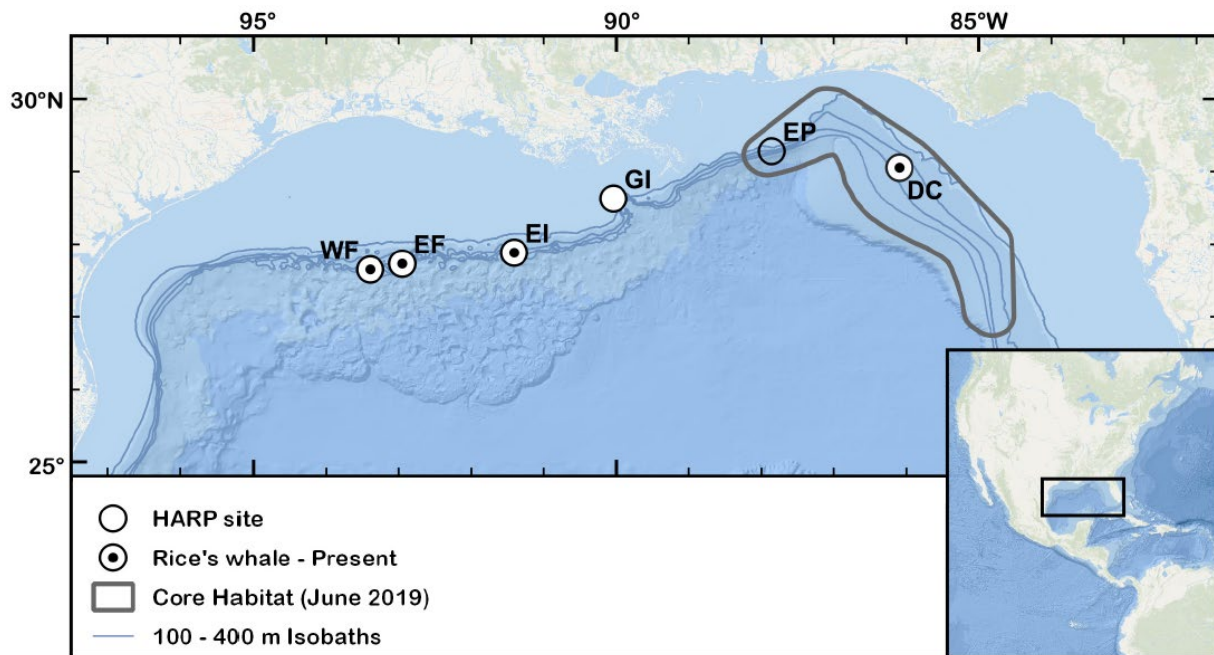 95° 90° 85°W
30°N
EP
DC
GI
EI
EF
WF
25°
HARP site
Rice's whale - Present
Core Habitat (June 2019)
100 - 400 m Isobaths